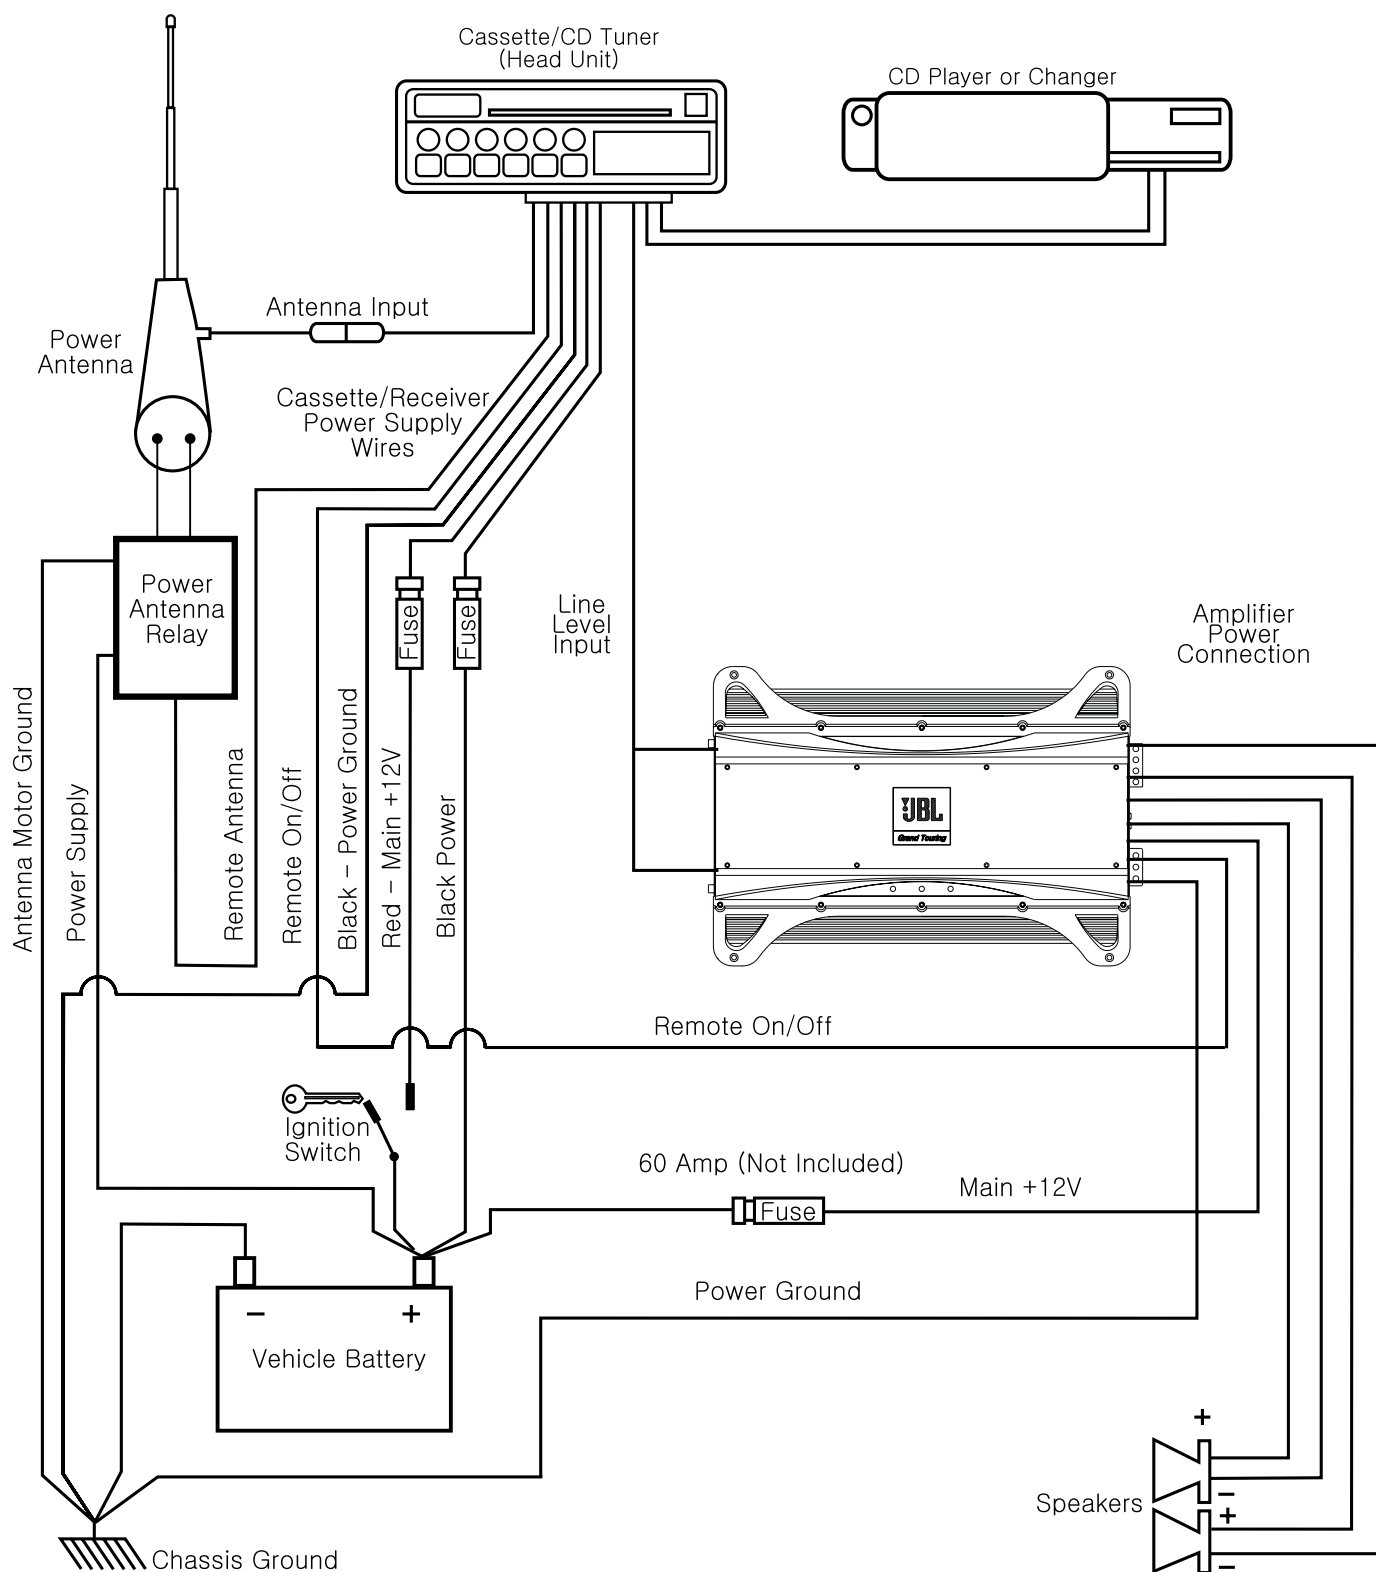 Cassette/CD Tuner
(Head Unit)
CD Player or Changer
Antenna Input
Power
Antenna
Cassette/Receiver
Power Supply
Wires
Power
Antenna
Relay
Fuse
Fuse
Line
Level
Input
Amplifier
Power
Connection
Antenna Motor Ground
Power Supply
Remote Antenna
Remote On/Off
Black - Power Ground
Red - Main +12V
Black Power
JBL
Grand Touring
Remote On/Off
Ignition
Switch
60 Amp (Not Included)
Main +12V
Fuse
Power Ground
− +
Vehicle Battery
+
−
Speakers
+
−
Chassis Ground